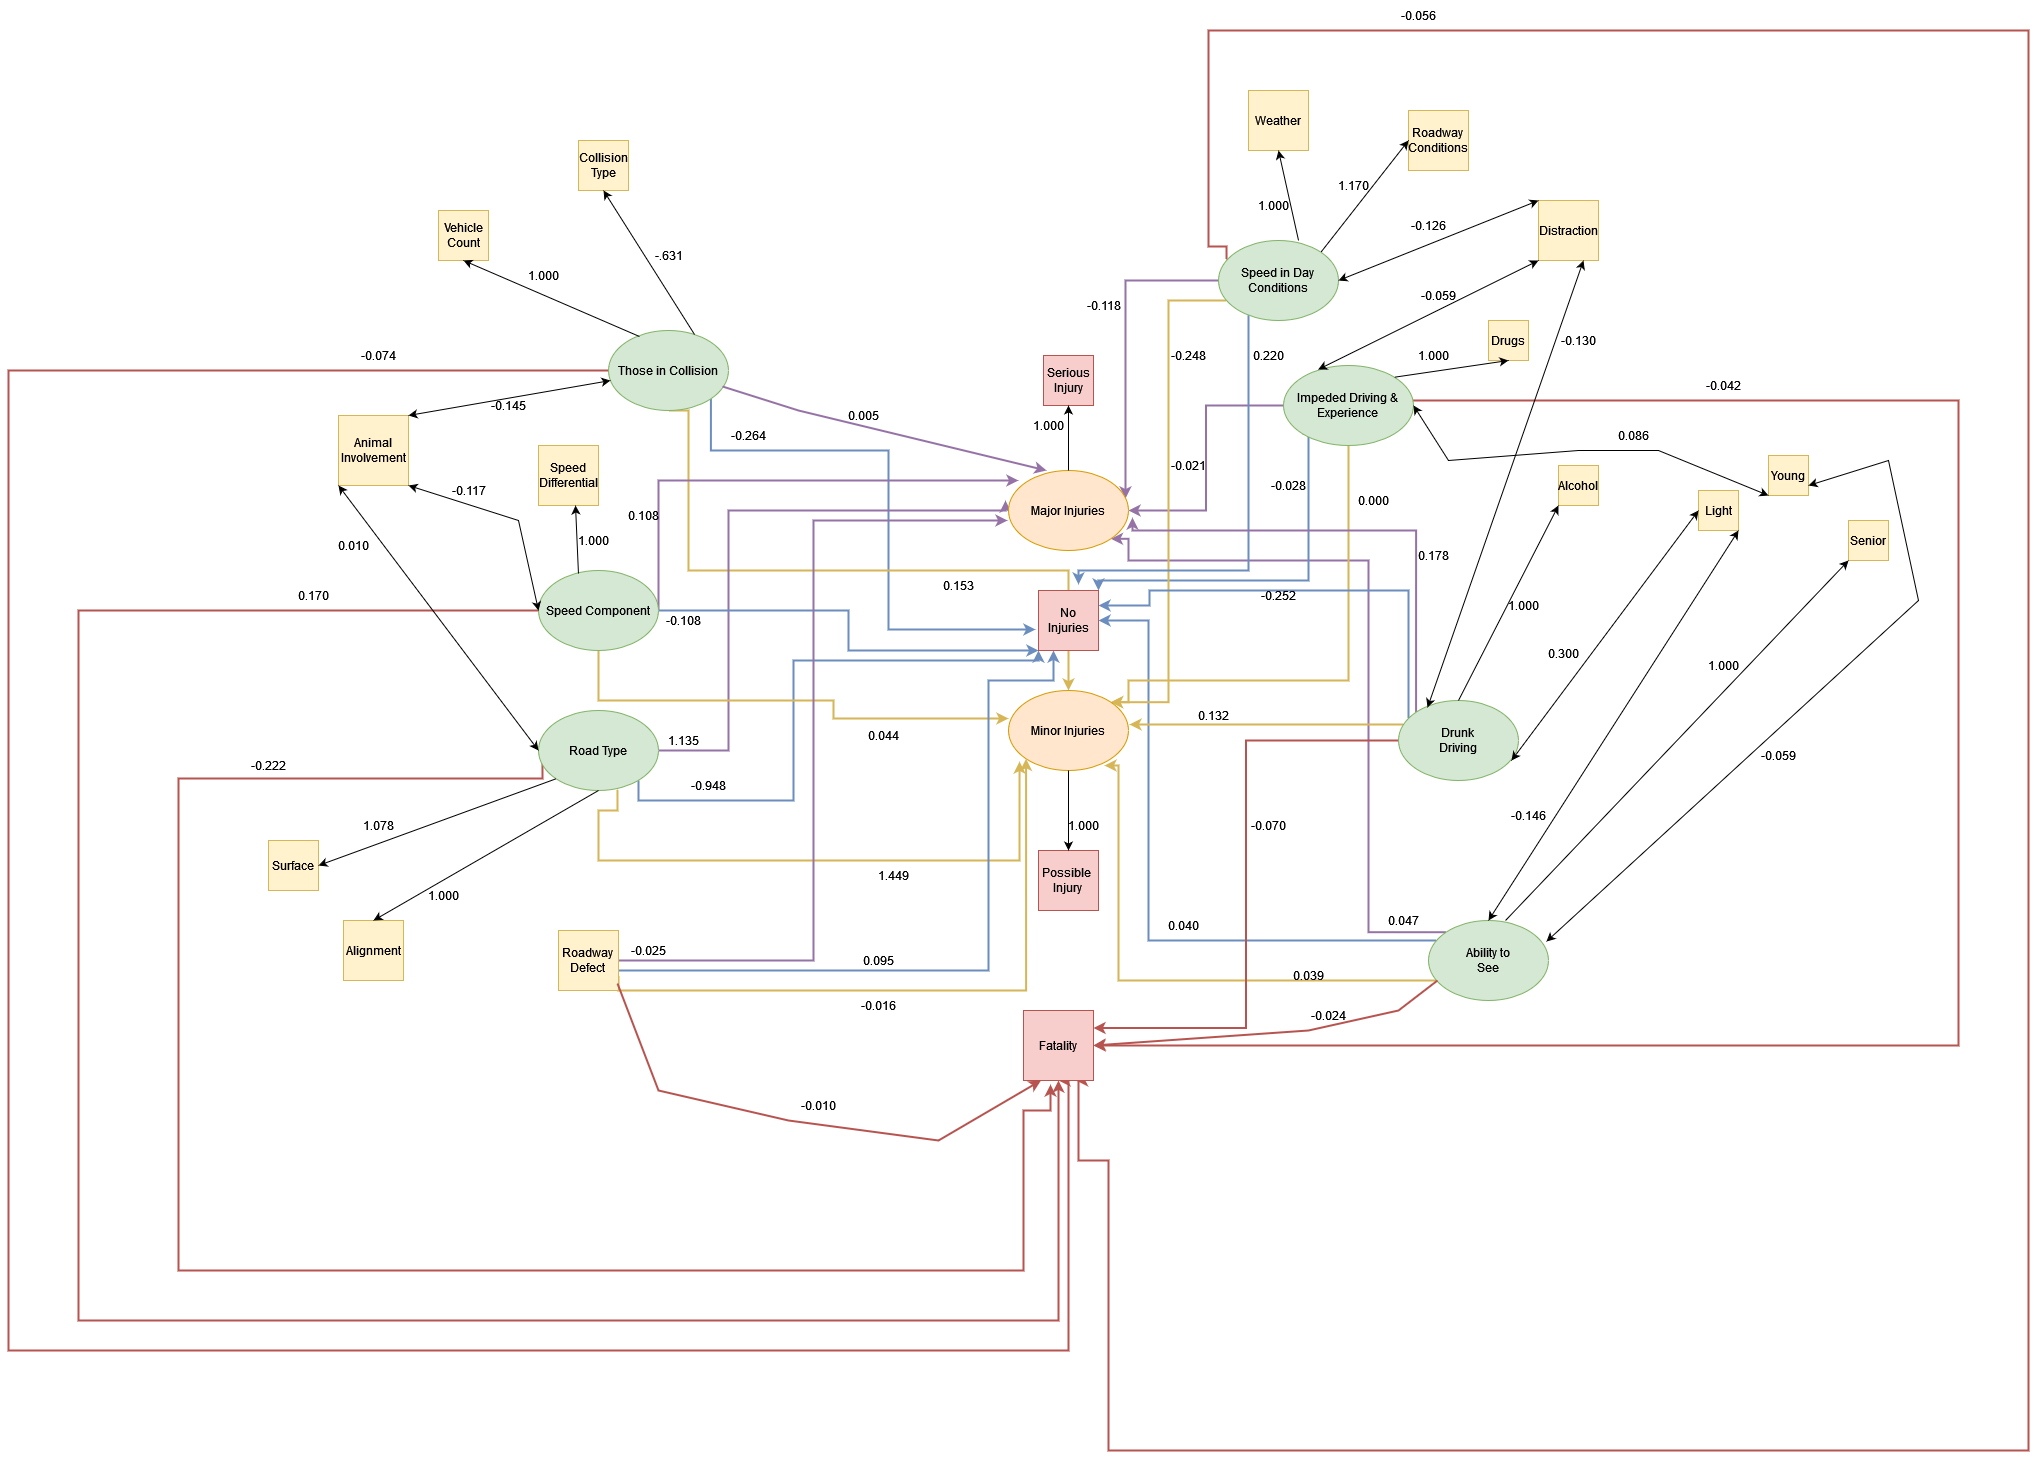 -0.056
Weather
Roadway
Conditions
Collision
Type
1.170
1.000
Vehicle
Count
-0.126
Distraction
-.631
1.000
Speed in Day
Conditions
-0.118
-0.059
-0.074
Those in Collision
-0.248
0.220
Drugs
-0.130
1.000
Serious
Injury
-0.042
Impeded Driving &
Experience
-0.145
0.005
1.000
-0.264
0.086
Animal
Involvement
Speed
Differential
-0.021
Young
-0.117
-0.028
Alcohol
0.000
Light
Major Injuries
0.108
1.000
Senior
0.010
0.178
0.170
0.153
-0.252
1.000
Speed Component
-0.108
No
Injuries
0.300
1.000
0.132
Minor Injuries
0.044
Drunk
Driving
1.135
Road Type
-0.059
-0.222
-0.948
-0.146
1.078
1.000
-0.070
Surface
1.449
Possible
Injury
1.000
0.047
0.040
Alignment
Roadway
Defect
-0.025
0.095
Ability to
See
0.039
-0.016
-0.024
Fatality
-0.010